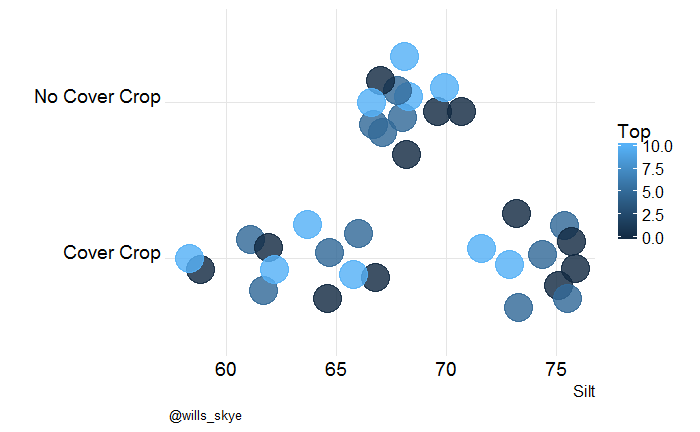 No Cover Crop
Cover Crop
60 65 70 75
Silt
Top
10.0
7.5
5.0
2.5
0.0
@wills_skye